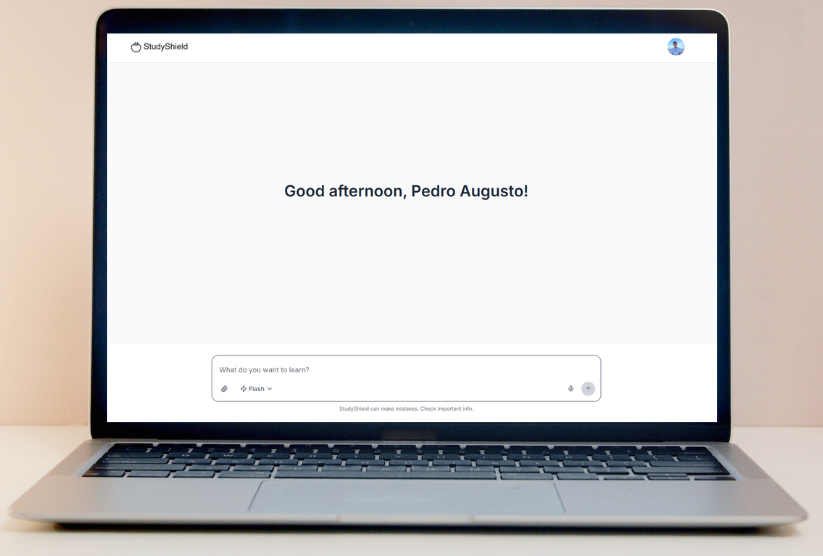 StudyShield
Good afternoon, Pedro Augusto!
What do you want to learn?
Flash
StudyShield can make mistakes. Check important info.